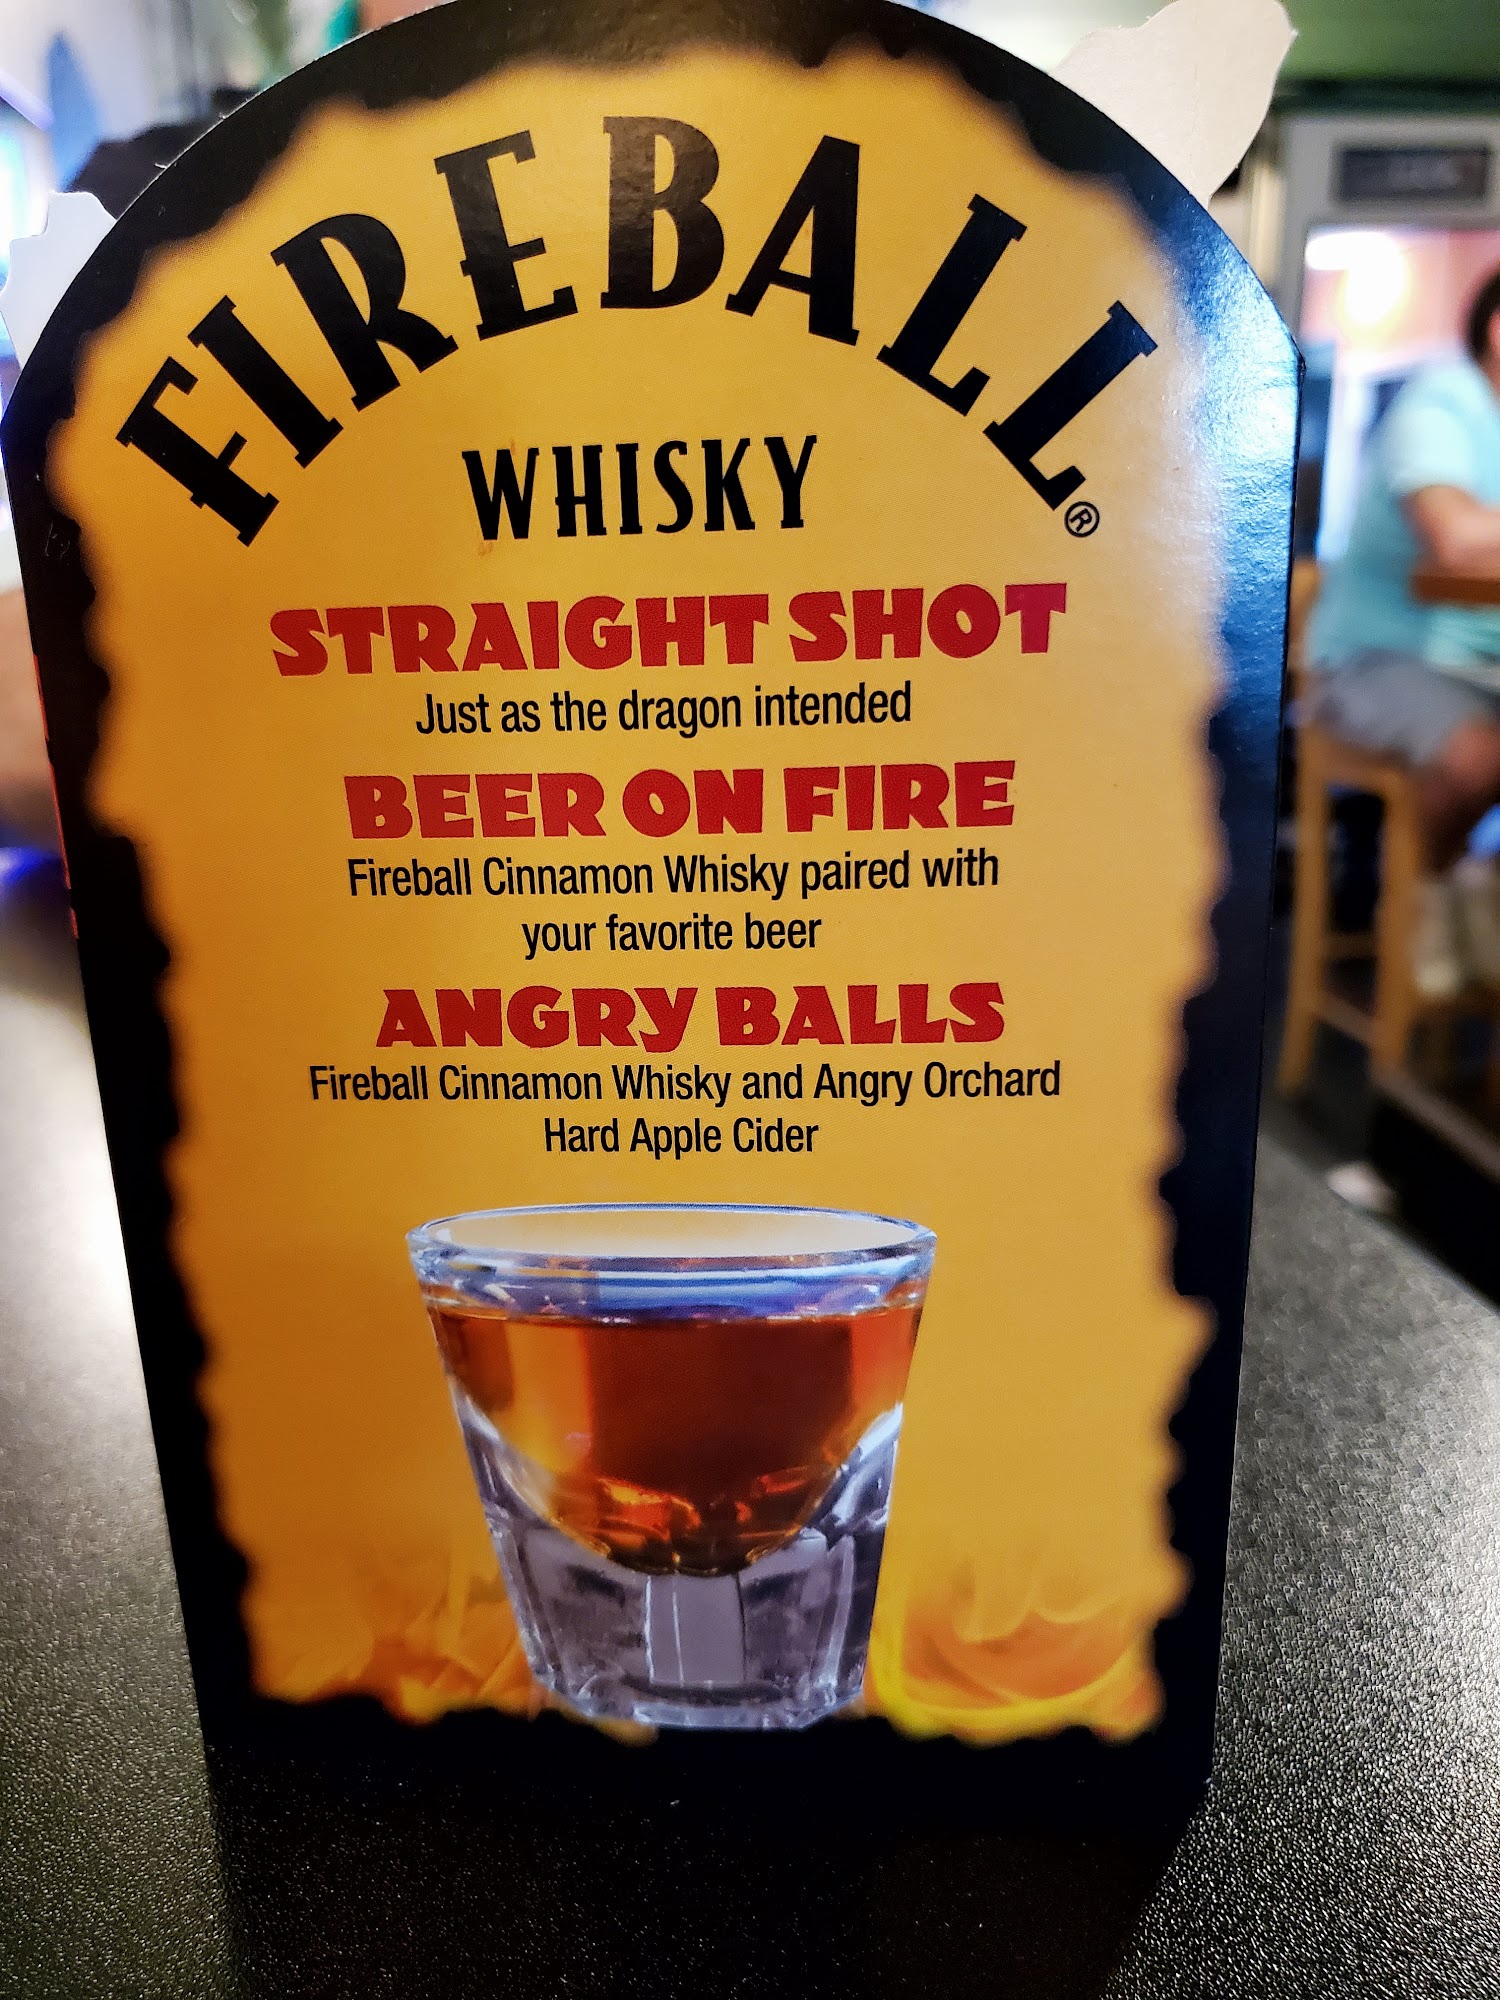 FIREBALL®
WHISKY
STRAIGHT SHOT
Just as the dragon intended
BEER ON FIRE
Fireball Cinnamon Whisky paired with
your favorite beer
ANGRY BALLS
Fireball Cinnamon Whisky and Angry Orchard
Hard Apple Cider